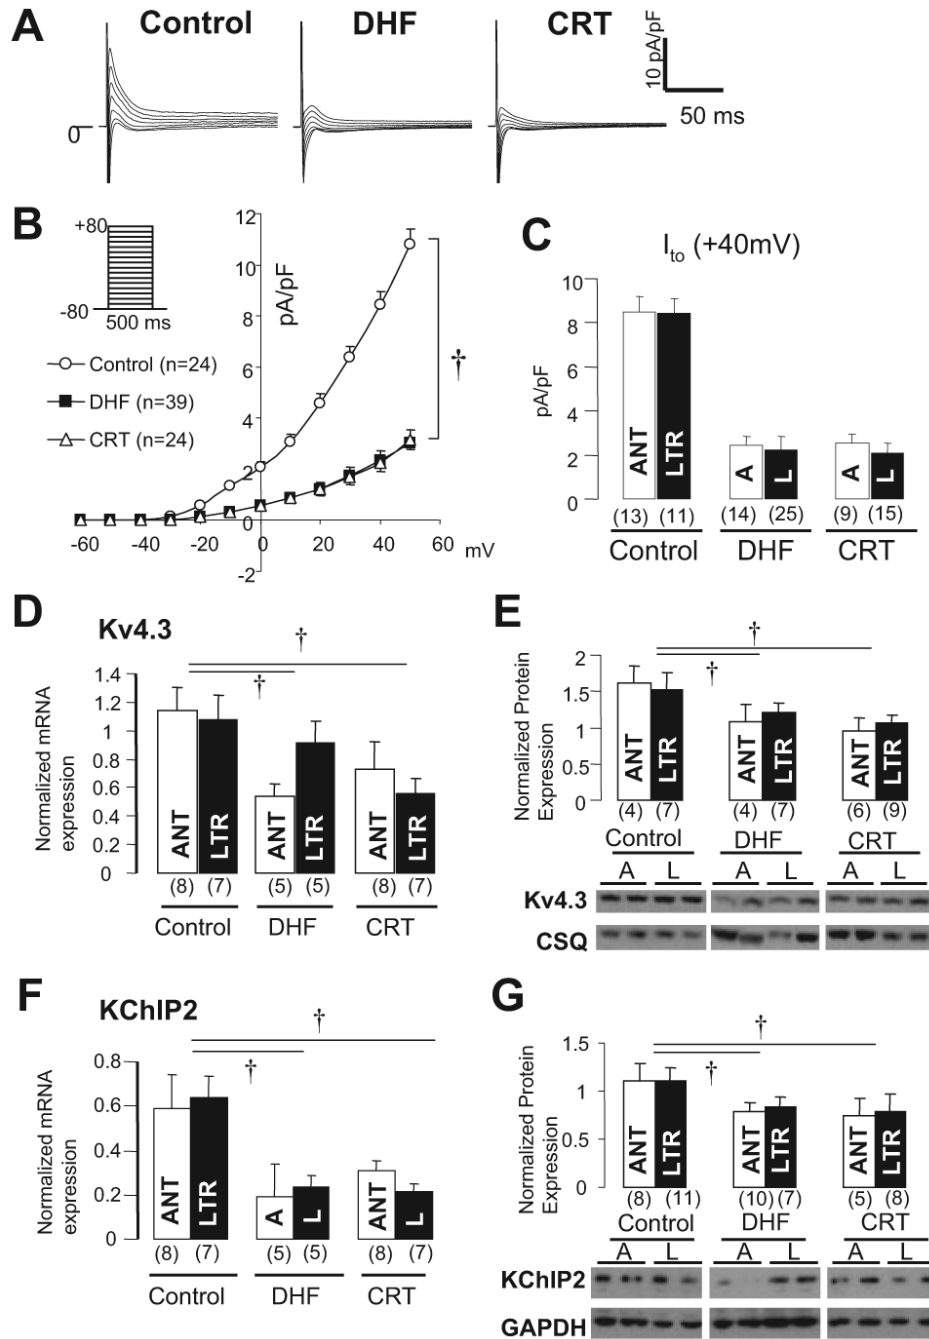 A
Control
DHF
CRT
10 pA/pF
50 ms
0
B
+80
-80
500 ms
Control (n=24)
DHF (n=39)
CRT (n=24)
pA/pF
12
10
8
6
4
2
0
-2
-60
-40
-20
0
20
40
60
mV
†
C
Ito (+40mV)
pA/pF
10
8
6
4
2
0
ANT
LTR
A
L
A
L
(13) (11) (14) (25) (9) (15)
Control
DHF
CRT
D
Kv4.3
†
†
Normalized mRNA
expression
1.4
1.2
1
0.8
0.6
0.4
0.2
0
ANT
LTR
ANT
LTR
ANT
LTR
(8) (7) (5) (5) (8) (7)
Control
DHF
CRT
E
†
†
Normalized Protein
Expression
2
1.5
1
0.5
0
ANT
LTR
ANT
LTR
ANT
LTR
(4) (7) (4) (7) (6) (9)
Control
DHF
CRT
A L A L A L
Kv4.3
CSQ
F
KChIP2
†
†
Normalized mRNA
expression
0.8
0.6
0.4
0.2
0
ANT
LTR
A
L
ANT
L
(8) (7) (5) (5) (8) (7)
Control
DHF
CRT
G
†
†
Normalized Protein
Expression
1.5
1
0.5
0
ANT
LTR
ANT
LTR
ANT
LTR
(8) (11) (10) (7) (5) (8)
Control
DHF
CRT
A L A L A L
KChIP2
GAPDH